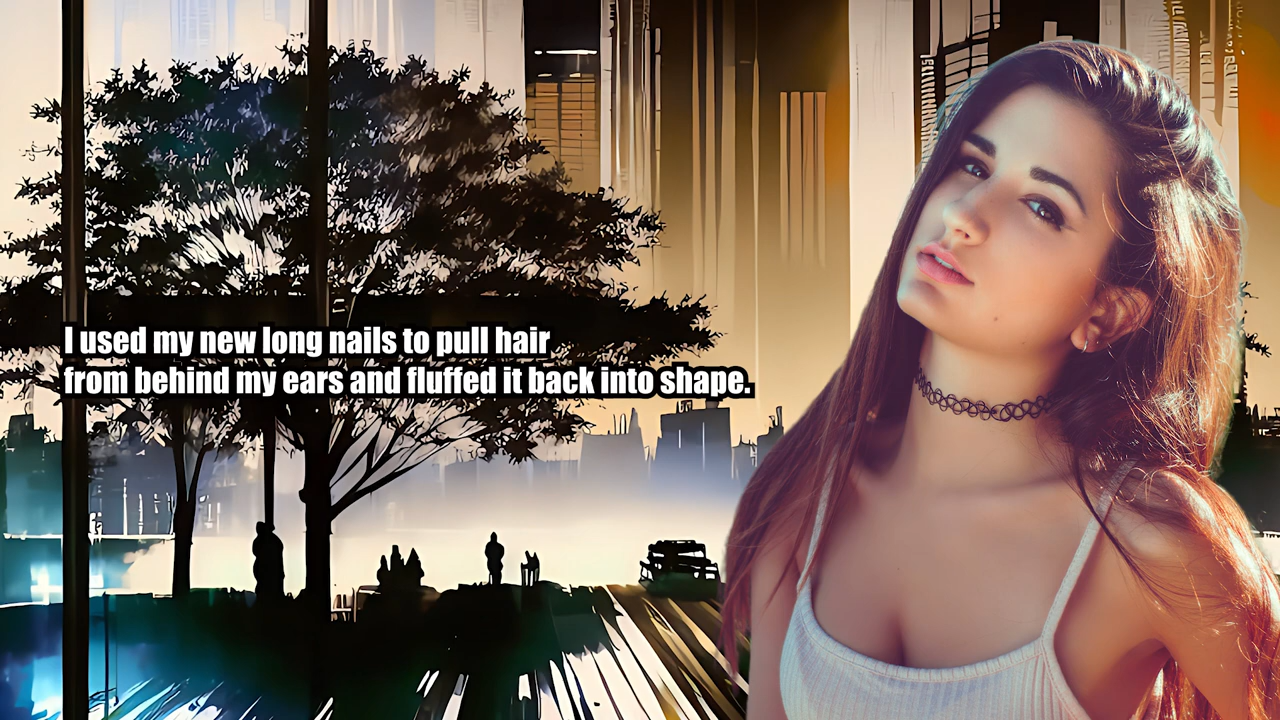 I used my new long nails to pull hair
from behind my ears and fluffed it back into shape.